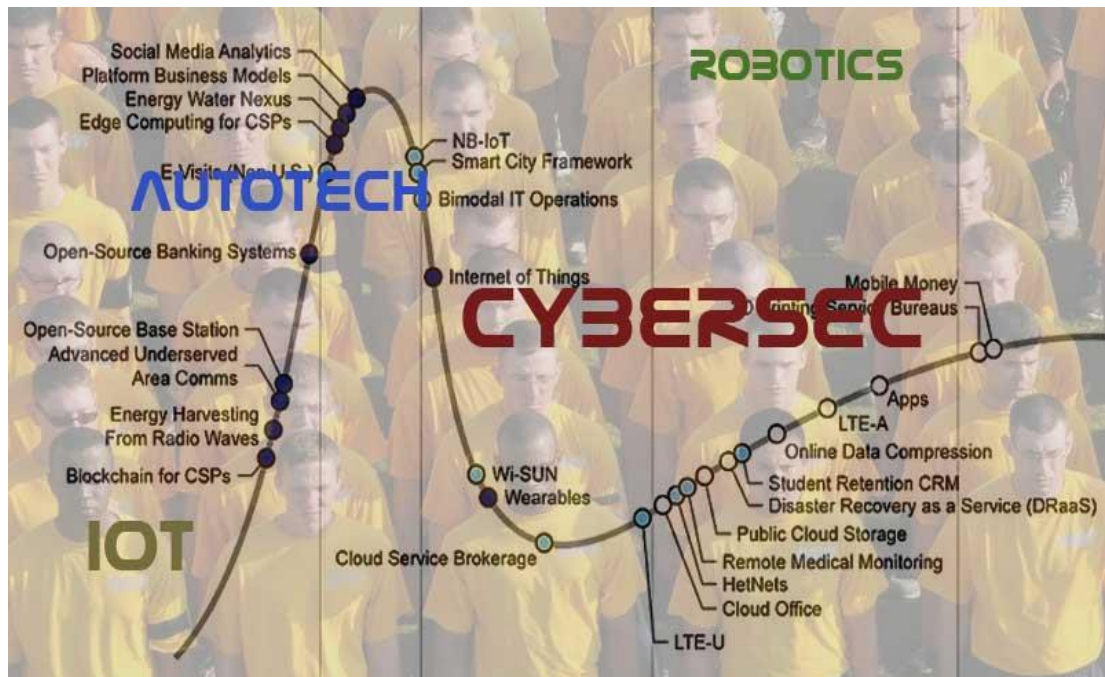 ROBOTICS
Social Media Analytics
Platform Business Models
Energy Water Nexus
Edge Computing for CSPs
E-Visits (Non-U.S.)
AUTOTECH
NB-IoT
Smart City Framework
Bimodal IT Operations
Open-Source Banking Systems
Internet of Things
CYBERSEC
Mobile Money
Printing Service Bureaus
Open-Source Base Station
Advanced Underserved
Area Comms
Energy Harvesting
From Radio Waves
Blockchain for CSPs
Apps
LTE-A
Online Data Compression
Student Retention CRM
Disaster Recovery as a Service (DRaaS)
Public Cloud Storage
Remote Medical Monitoring
HetNets
Cloud Office
LTE-U
Wi-SUN
Wearables
Cloud Service Brokerage
IOT